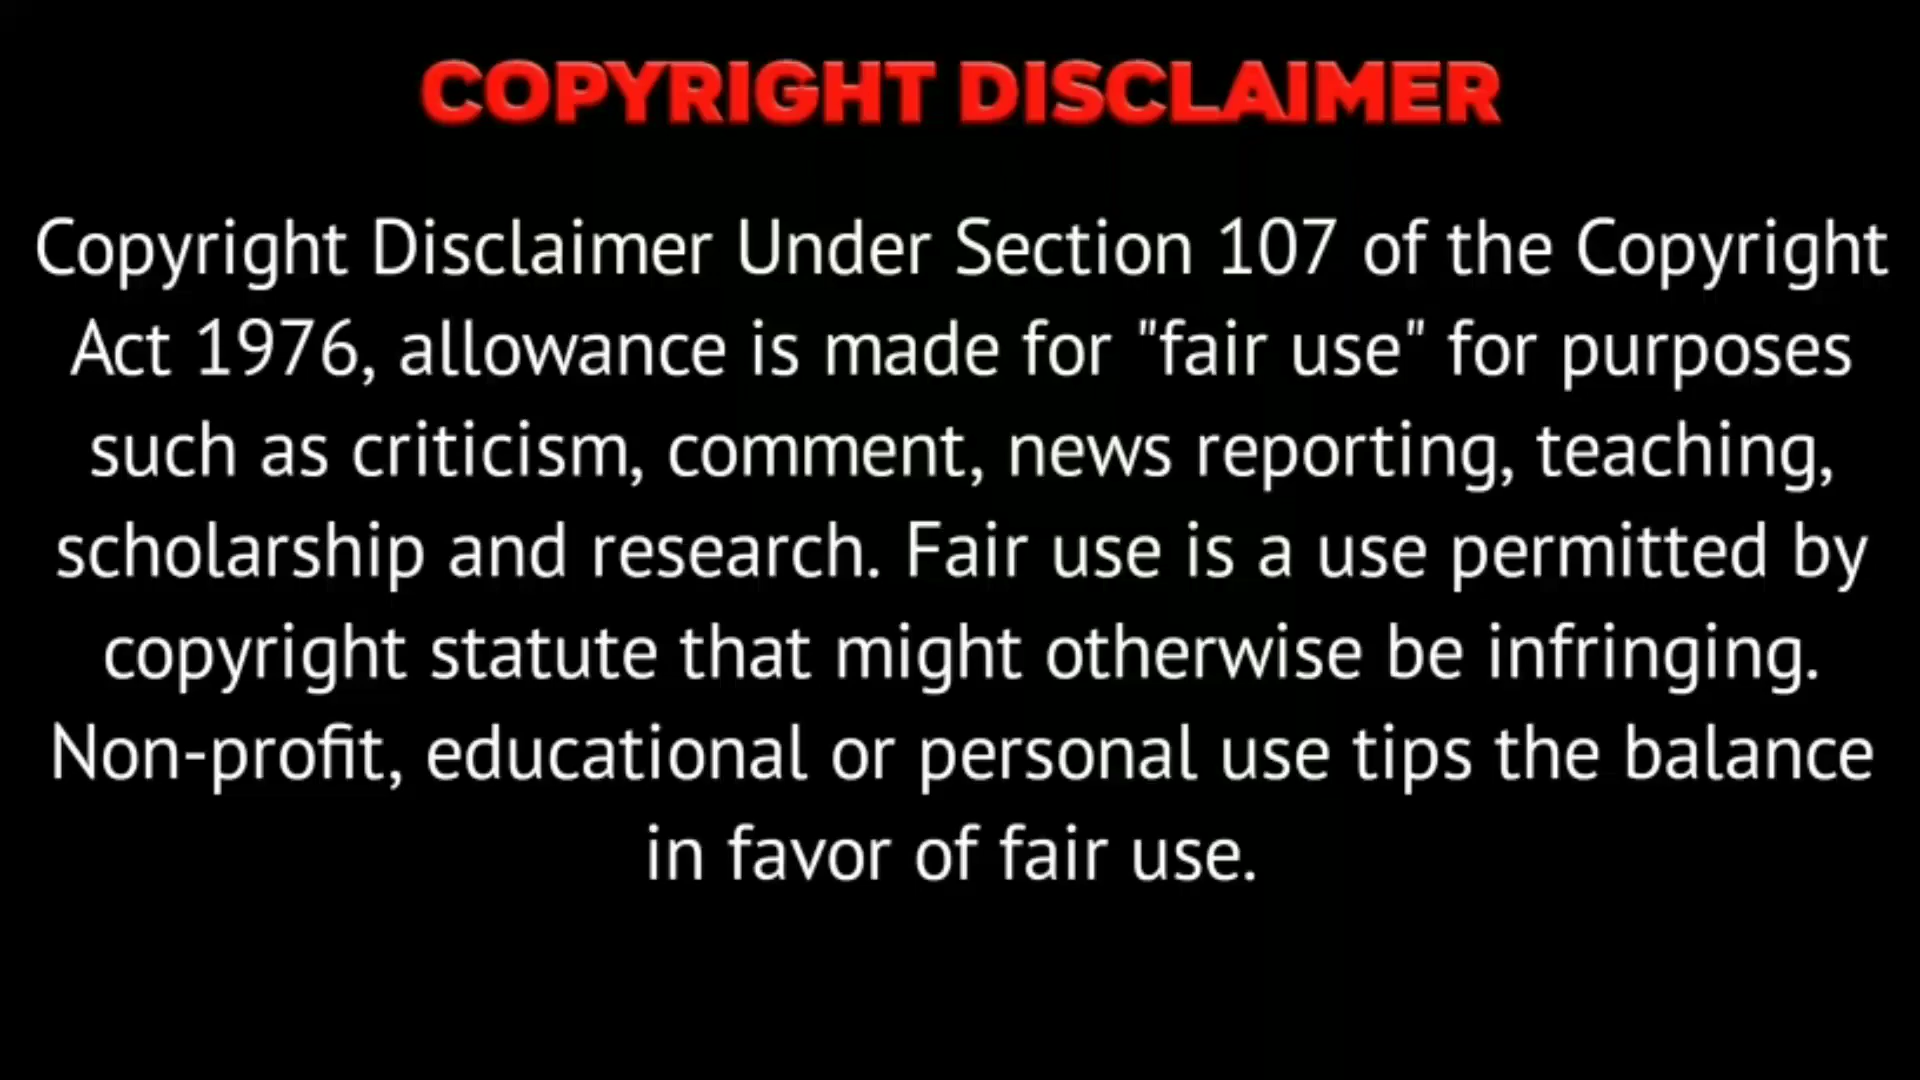 COPYRIGHT DISCLAIMER
Copyright Disclaimer Under Section 107 of the Copyright
Act 1976, allowance is made for "fair use" for purposes
such as criticism, comment, news reporting, teaching,
scholarship and research. Fair use is a use permitted by
copyright statute that might otherwise be infringing.
Non-profit, educational or personal use tips the balance
in favor of fair use.